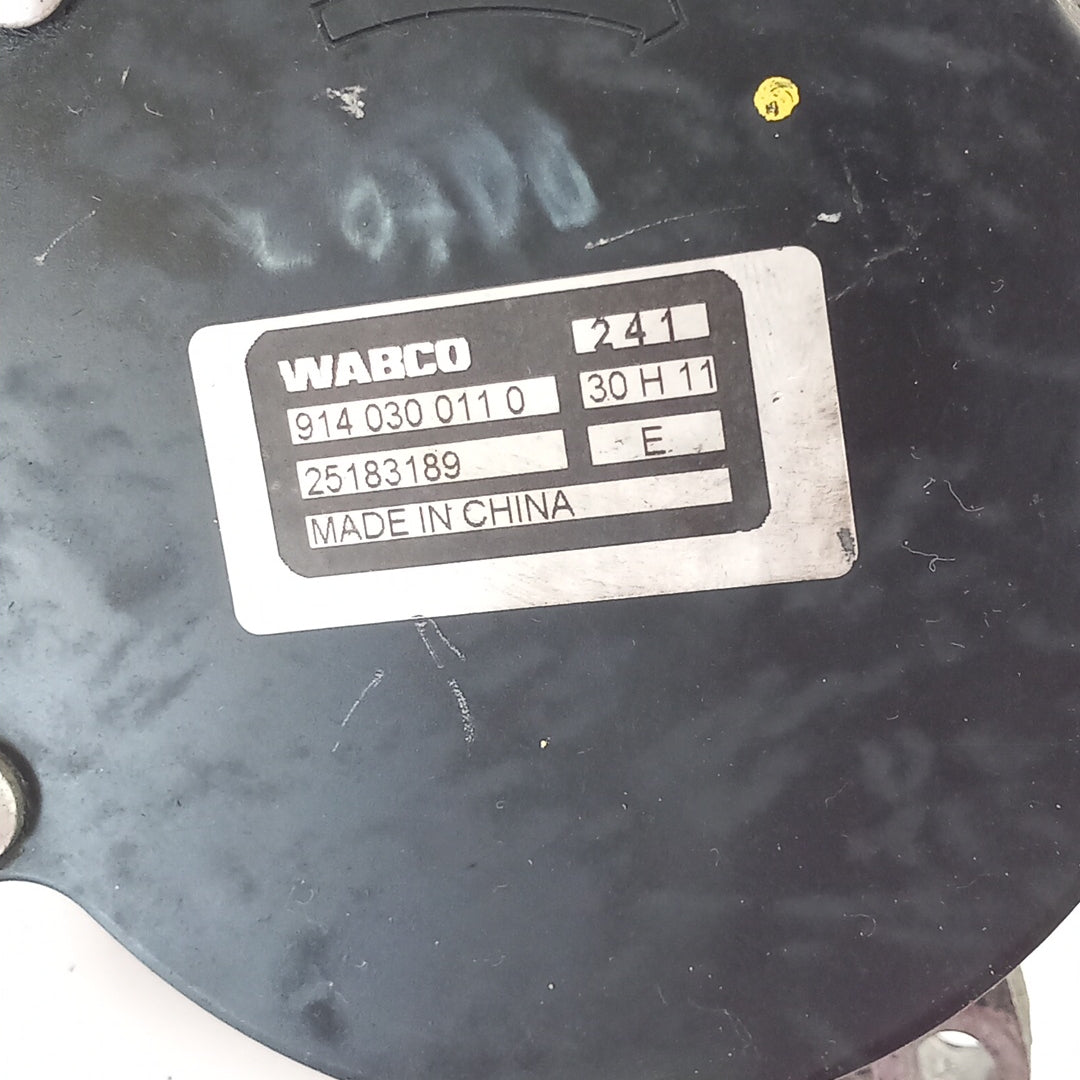 WABCO
241
914 030 011 0
30 H 11
25183189
E
MADE IN CHINA